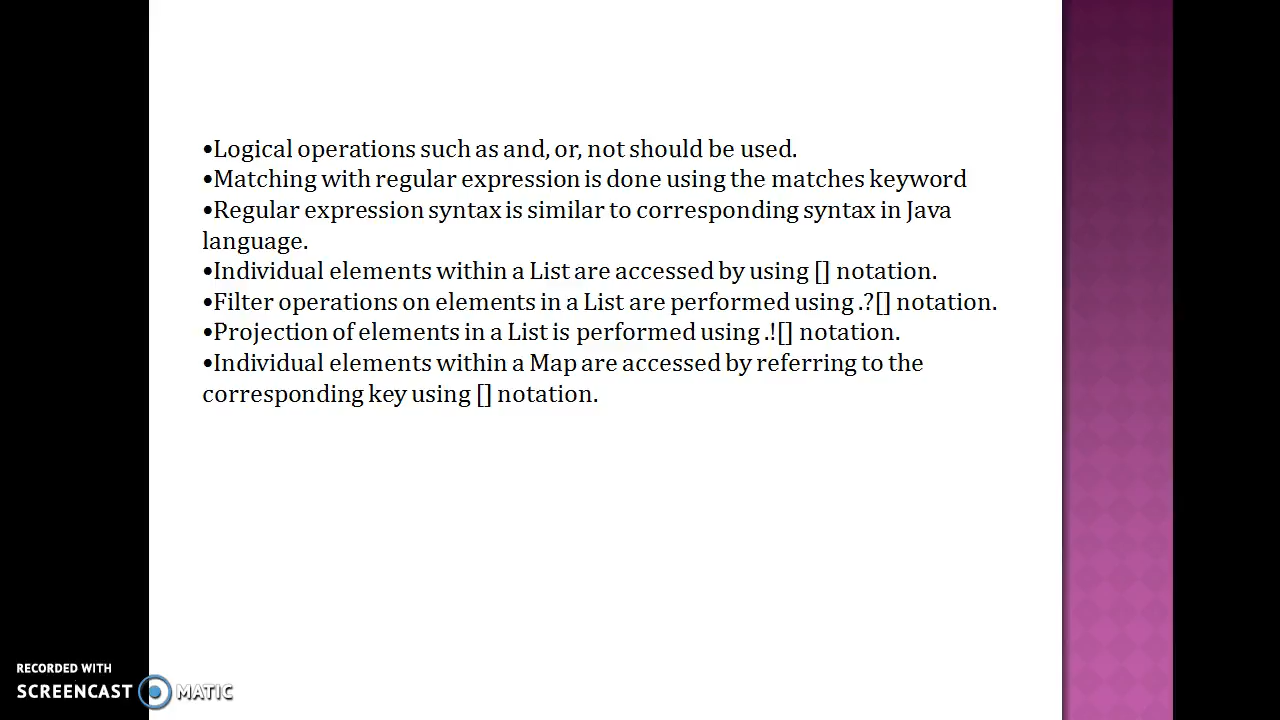 •Logical operations such as and, or, not should be used.
•Matching with regular expression is done using the matches keyword
•Regular expression syntax is similar to corresponding syntax in Java
language.
•Individual elements within a List are accessed by using [] notation.
•Filter operations on elements in a List are performed using .?[] notation.
•Projection of elements in a List is performed using .![] notation.
•Individual elements within a Map are accessed by referring to the
corresponding key using [] notation.
RECORDED WITH
SCREENCAST MATIC